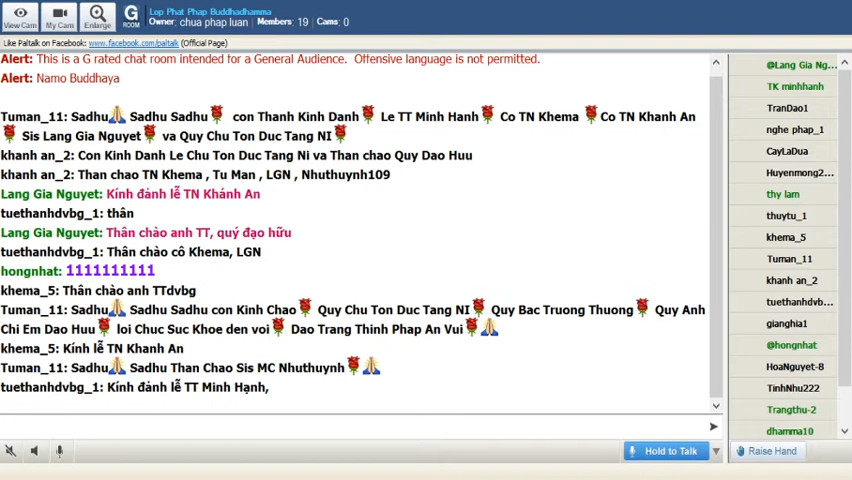 Lop Phat Phap Buddhadhamma
Owner: chua phap luan Members: 19 Cams: 0
View Cam
My Cams
Enlarge
G
ROOM
Like Paltalk on Facebook: www.facebook.com/paltalk (Official Page)
Alert: This is a G rated chat room intended for a General Audience. Offensive language is not permitted.
Alert: Namo Buddhaya
Tuman_11: Sadhu🙏 Sadhu Sadhu🌹 con Thanh Kinh Danh🌹 Le TT Minh Hanh🌹 Co TN Khema 🌹Co TN Khanh An
🌹 Sis Lang Gia Nguyet🌹 va Quy Chu Ton Duc Tang NI🌹
khanh an_2: Con Kinh Danh Le Chu Ton Duc Tang Ni va Than chao Quy Dao Huu
khanh an_2: Than chao TN Khema , Tu Man , LGN , Nhuthuynh109
Lang Gia Nguyet: Kính đảnh lễ TN Khánh An
tuethanhdvbg_1: thân
Lang Gia Nguyet: Thân chào anh TT, quý đạo hữu
tuethanhdvbg_1: Thân chào cô Khema, LGN
hongnhat: 1111111111
khema_5: Thân chào anh TTdvbg
Tuman_11: Sadhu🙏 Sadhu Sadhu con Kinh Chao🌹 Quy Chu Ton Duc Tang NI🌹 Quy Bac Truong Thuong🌹 Quy Anh
Chi Em Dao Huu🌹 loi Chuc Suc Khoe den voi🌹 Dao Trang Thinh Phap An Vui🌹🙏
khema_5: Kính lễ TN Khanh An
Tuman_11: Sadhu🙏 Sadhu Than Chao Sis MC Nhuthuynh🌹🙏
tuethanhdvbg_1: Kính đảnh lễ TT Minh Hạnh,
@Lang Gia Ng...
TK minhhanh
TranDao1
nghe phap_1
CayLaDua
Huyenmong2...
thy lam
thuytu_1
khema_5
Tuman_11
khanh an_2
tuethanhdvb...
gianghia1
@hongnhat
HoaNguyet-8
TinhNhu222
Trangthu-2
dhamma10
Hold to Talk
Raise Hand